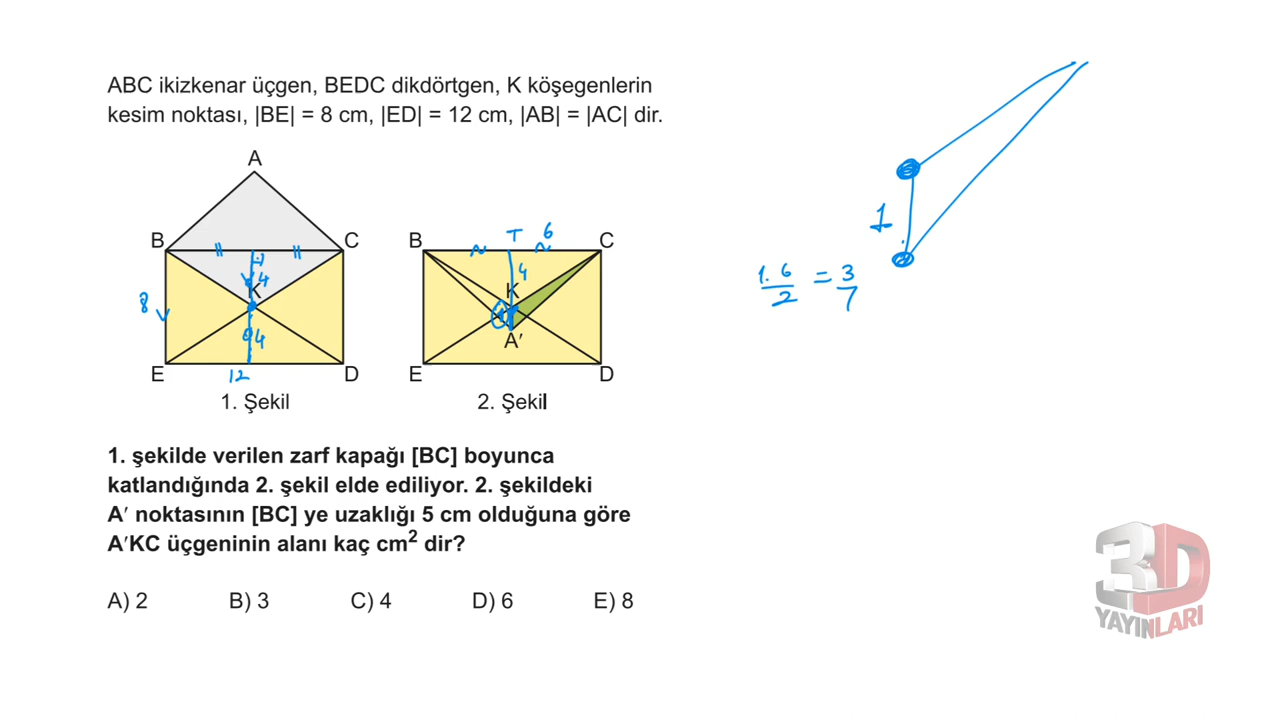 ABC ikizkenar üçgen, BEDC dikdörtgen, K köşegenlerin
kesim noktası, |BE| = 8 cm, |ED| = 12 cm, |AB| = |AC| dir.
A
B
C
4
K
8
4
E
12
D
1. Şekil
B
T
6
C
4
K
1
A′
E
D
2. Şekil
1
1.6/2 = 3/7
1. şekilde verilen zarf kapağı [BC] boyunca
katlandığında 2. şekil elde ediliyor. 2. şekildeki
A′ noktasının [BC] ye uzaklığı 5 cm olduğuna göre
A′KC üçgeninin alanı kaç cm² dir?
A) 2 B) 3 C) 4 D) 6 E) 8
3D
YAYINLARI